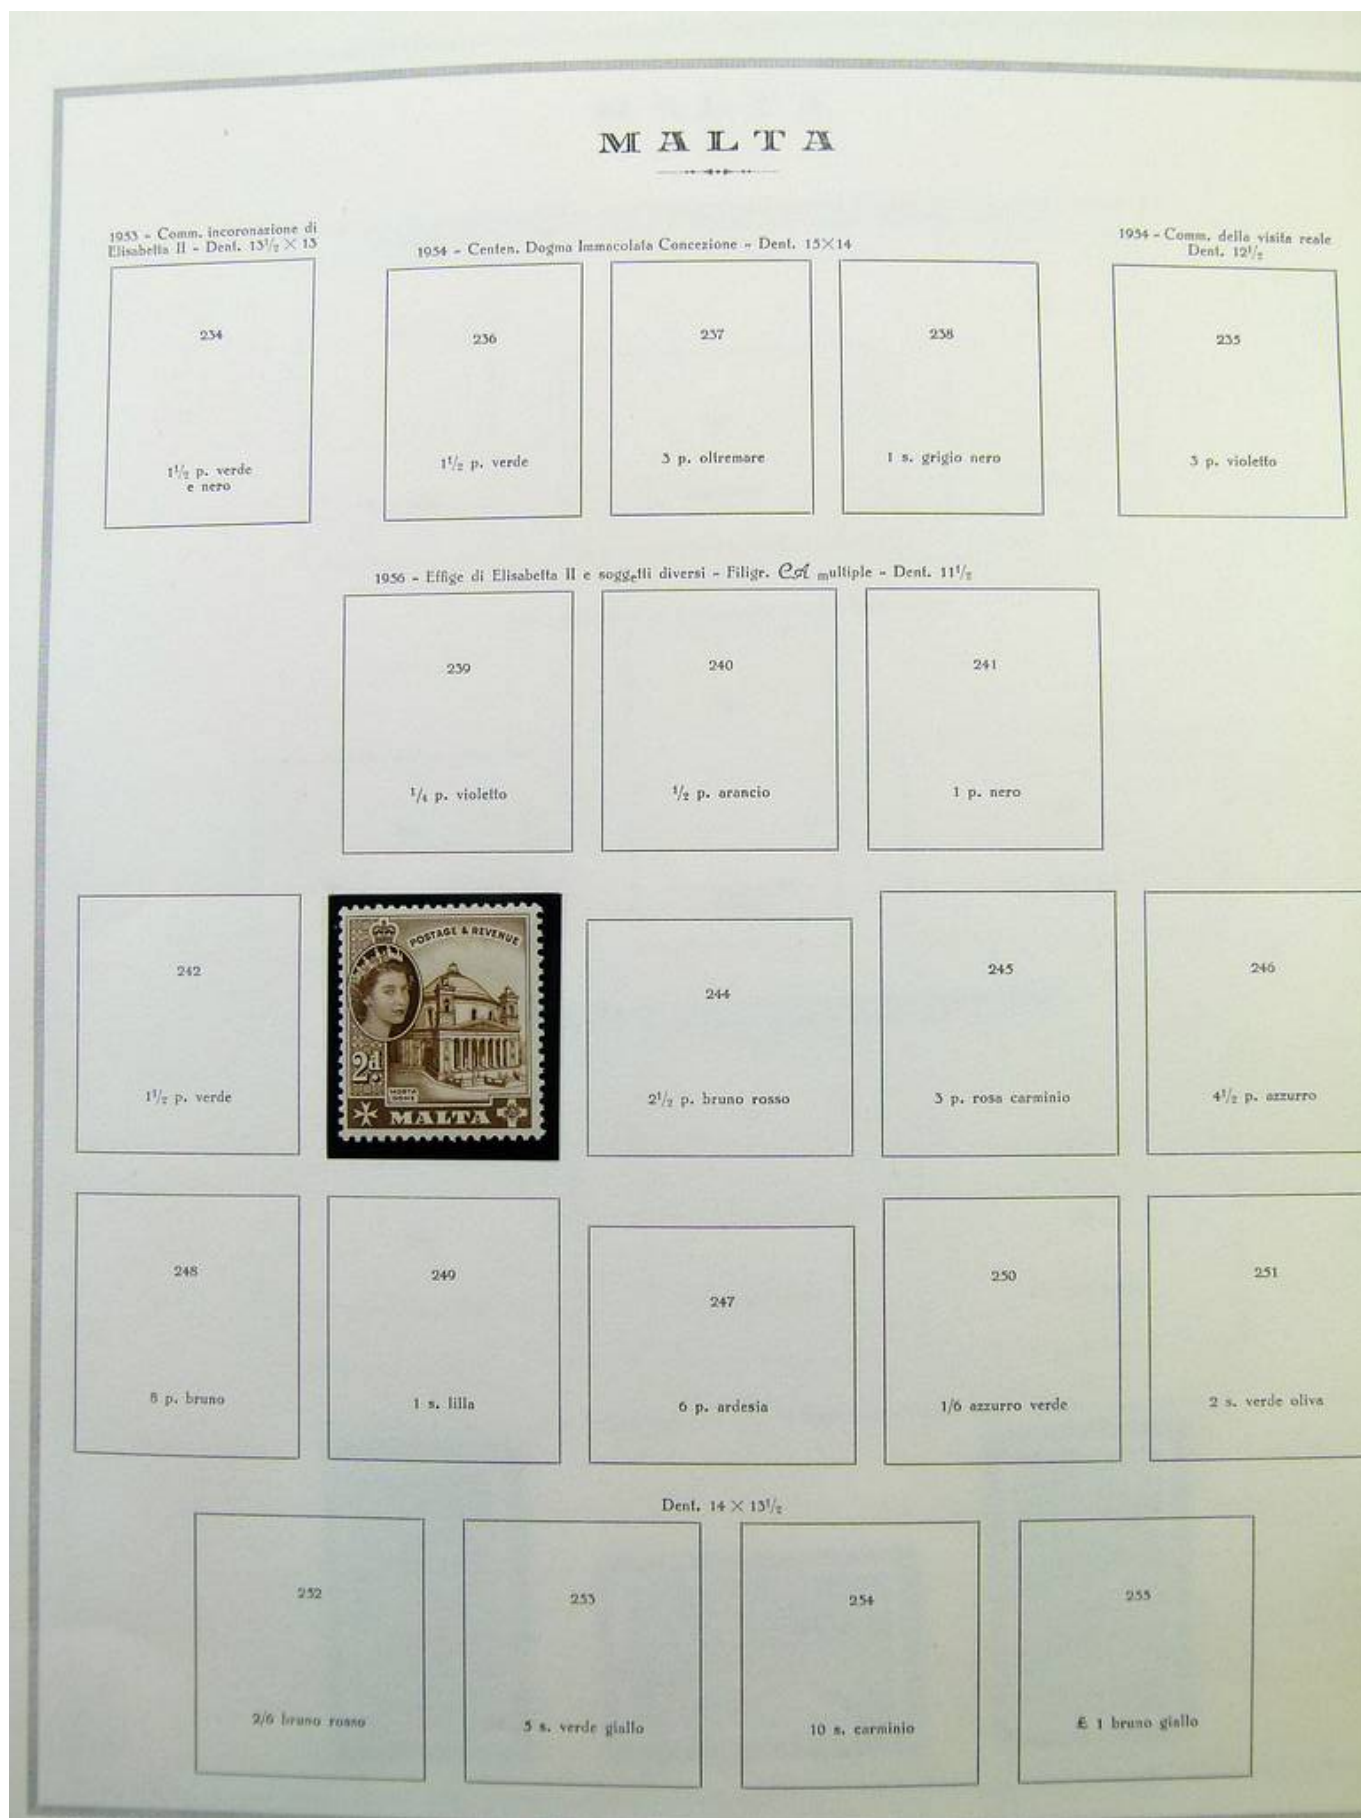 MALTA
1953 - Comm. incoronazione di
Elisabetta II - Dent. 13½ × 13
1954 - Centen. Dogma Immacolata Concezione - Dent. 15×14
1954 - Comm. della visita reale
Dent. 12½
234
1½ p. verde
e nero
236
1½ p. verde
237
3 p. oltremare
238
1 s. grigio nero
235
3 p. violetto
1956 - Effige di Elisabetta II e soggetti diversi - Filigr. CA multiple - Dent. 11½
239
¼ p. violetto
240
½ p. arancio
241
1 p. nero
242
1½ p. verde
POSTAGE & REVENUE
2d
MOSTA
DOME
MALTA
244
2½ p. bruno rosso
245
3 p. rosa carminio
246
4½ p. azzurro
248
8 p. bruno
249
1 s. lilla
247
6 p. ardesia
250
1/6 azzurro verde
251
2 s. verde oliva
Dent. 14 × 13½
252
2/6 bruno rosso
253
5 s. verde giallo
254
10 s. carminio
255
£ 1 bruno giallo